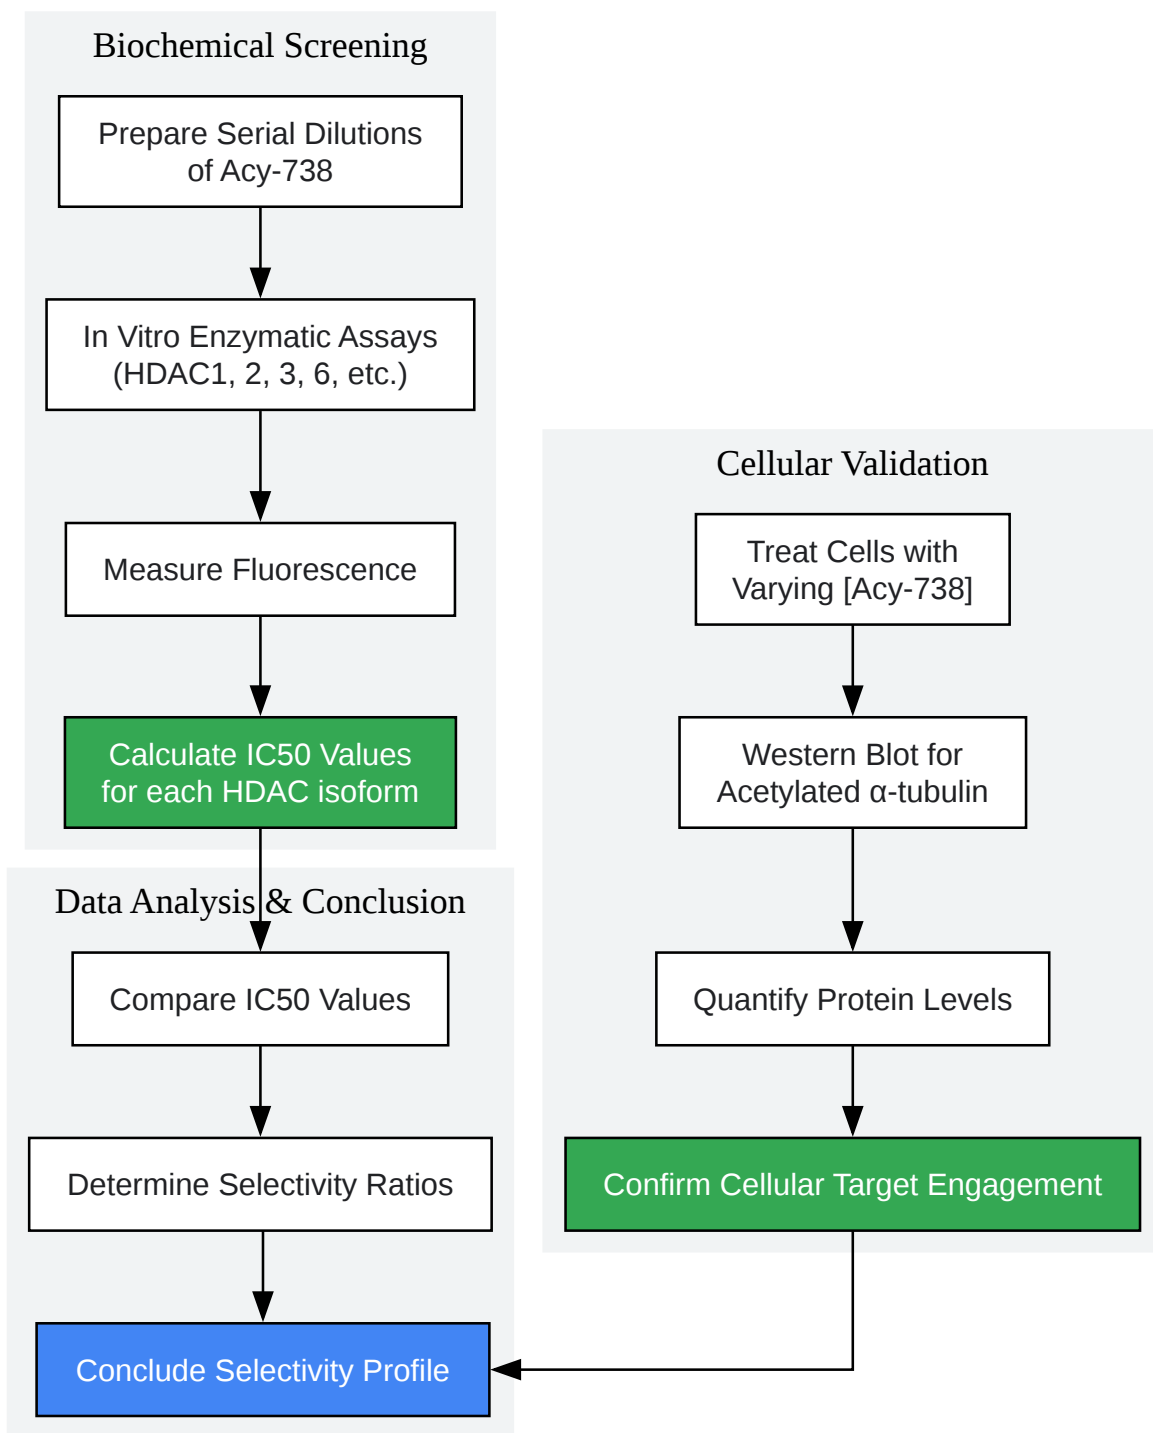 Biochemical Screening
Prepare Serial Dilutions
of Acy-738
In Vitro Enzymatic Assays
(HDAC1, 2, 3, 6, etc.)
Measure Fluorescence
Calculate IC50 Values
for each HDAC isoform
Data Analysis & Conclusion
Compare IC50 Values
Determine Selectivity Ratios
Conclude Selectivity Profile
Cellular Validation
Treat Cells with
Varying [Acy-738]
Western Blot for
Acetylated α-tubulin
Quantify Protein Levels
Confirm Cellular Target Engagement